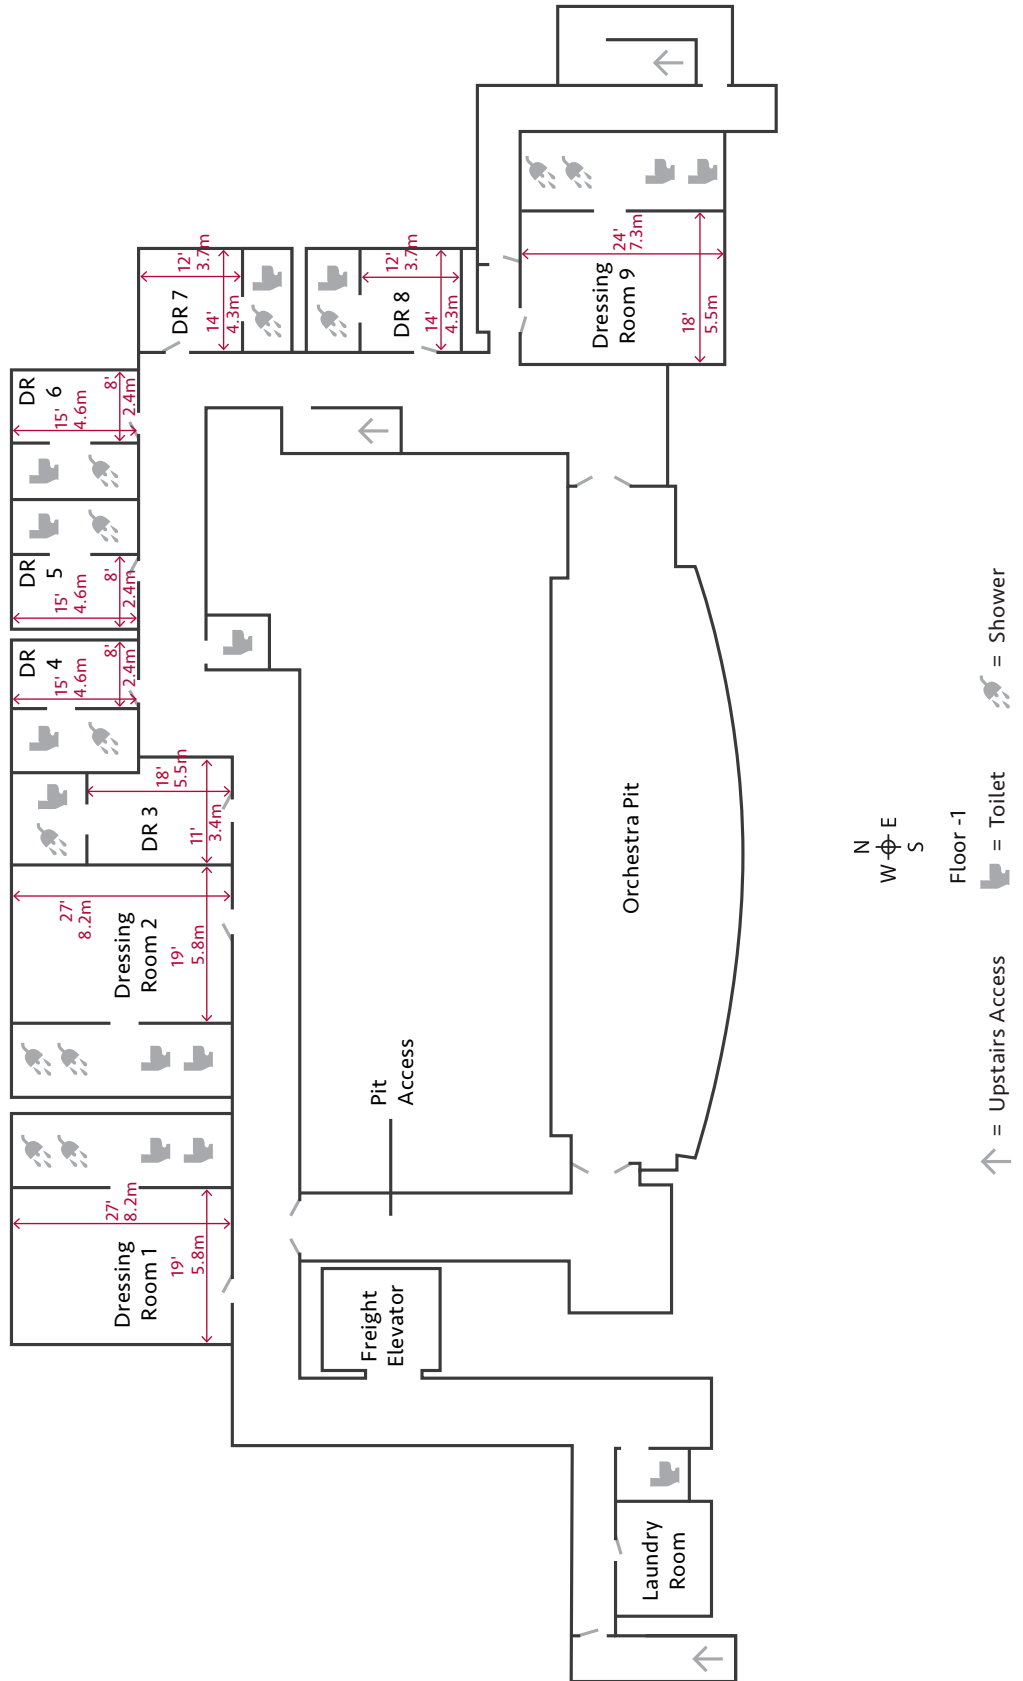 Dressing
Room 1
27'
8.2m
19'
5.8m
Dressing
Room 2
27'
8.2m
19'
5.8m
DR 3
18'
5.5m
11'
3.4m
DR
4
15'
4.6m
8'
2.4m
DR
5
15'
4.6m
8'
2.4m
DR
6
15'
4.6m
8'
2.4m
DR 7
12'
3.7m
14'
4.3m
DR 8
12'
3.7m
14'
4.3m
Dressing
Room 9
24'
7.3m
18'
5.5m
Pit
Access
Freight
Elevator
Orchestra Pit
Laundry
Room
N
W E
S
Floor -1
= Upstairs Access
= Toilet
= Shower